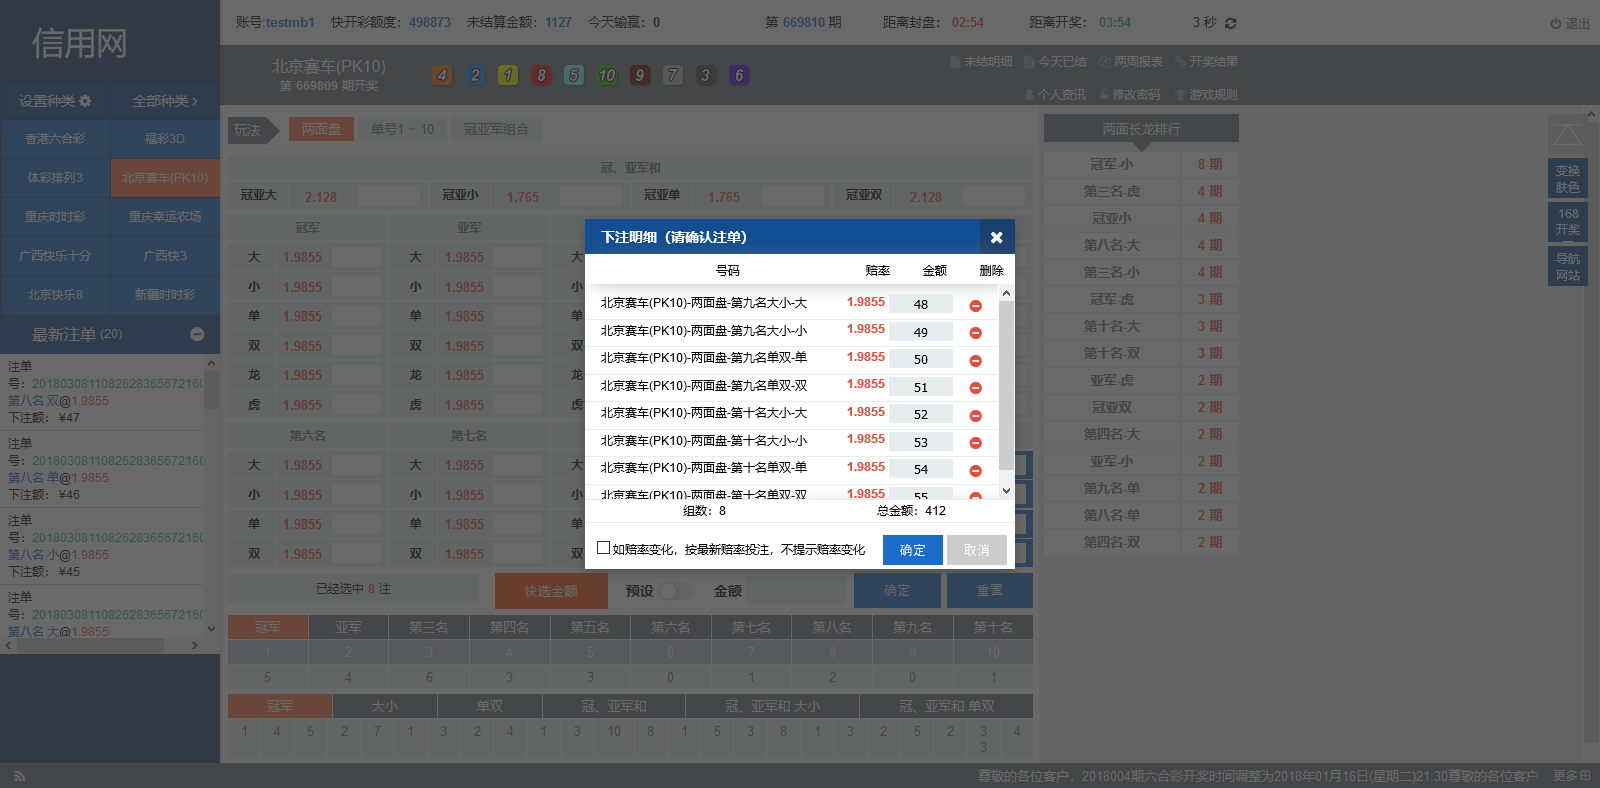 信用网
账号:testmb1 快开彩额度: 498873 未结算金额: 1127 今天输赢: 0 第 669810 期 距离封盘: 02:54 距离开奖: 03:54 3 秒 退出
北京赛车(PK10)
第 669809 期开奖
4 2 1 8 5 10 9 7 3 6
未结明细 今天已结 两周报表 开奖结果
个人资讯 修改密码 游戏规则
设置种类 全部种类
香港六合彩 福彩3D
体彩排列3 北京赛车(PK10)
重庆时时彩 重庆幸运农场
广西快乐十分 广西快3
北京快乐8 新疆时时彩
最新注单 (20)
注单
号: 2018030811082628365672160
第八名 双@1.9855
下注额: ¥47
注单
号: 2018030811082628365672160
第八名 单@1.9855
下注额: ¥46
注单
号: 2018030811082628365672160
第八名 小@1.9855
下注额: ¥45
注单
号: 2018030811082628365672160
第八名 大@1.9855
玩法 两面盘 单号1 ~ 10 冠亚军组合
冠、亚军和
冠亚大 2.128 冠亚小 1.765 冠亚单 1.765 冠亚双 2.128
冠军 亚军
大 1.9855 大 1.9855 大
小 1.9855 小 1.9855 小
单 1.9855 单 1.9855 单
双 1.9855 双 1.9855 双
龙 1.9855 龙 1.9855 龙
虎 1.9855 虎 1.9855 虎
第六名 第七名
大 1.9855 大 1.9855 大
小 1.9855 小 1.9855 小
单 1.9855 单 1.9855 单
双 1.9855 双 1.9855 双
下注明细（请确认注单）
号码 赔率 金额 删除
北京赛车(PK10)-两面盘-第九名大小-大 1.9855 48
北京赛车(PK10)-两面盘-第九名大小-小 1.9855 49
北京赛车(PK10)-两面盘-第九名单双-单 1.9855 50
北京赛车(PK10)-两面盘-第九名单双-双 1.9855 51
北京赛车(PK10)-两面盘-第十名大小-大 1.9855 52
北京赛车(PK10)-两面盘-第十名大小-小 1.9855 53
北京赛车(PK10)-两面盘-第十名单双-单 1.9855 54
北京赛车(PK10)-两面盘-第十名单双-双 1.9855 55
组数: 8 总金额: 412
如赔率变化，按最新赔率投注，不提示赔率变化 确定 取消
已经选中 8 注 快选金额 预设 金额 确定 重置
冠军 亚军 第三名 第四名 第五名 第六名 第七名 第八名 第九名 第十名
1 2 3 4 5 6 7 8 9 10
5 4 6 3 3 0 1 2 0 1
冠军 大小 单双 冠、亚军和 冠、亚军和 大小 冠、亚军和 单双
1 4 5 2 7 1 3 2 4 1 3 10 8 1 5 3 8 1 3 2 5 2 3 4
3
两面长龙排行
冠军-小 8 期
第三名-虎 4 期
冠亚小 4 期
第八名-大 4 期
第三名-小 4 期
冠军-虎 3 期
第十名-大 3 期
第十名-双 3 期
亚军-虎 2 期
冠亚双 2 期
第四名-大 2 期
亚军-小 2 期
第九名-单 2 期
第八名-单 2 期
第四名-双 2 期
变换
肤色
168
开奖
导航
网站
尊敬的各位客户，2018004期六合彩开奖时间调整为2018年01月16日(星期二)21:30尊敬的各位客户 更多